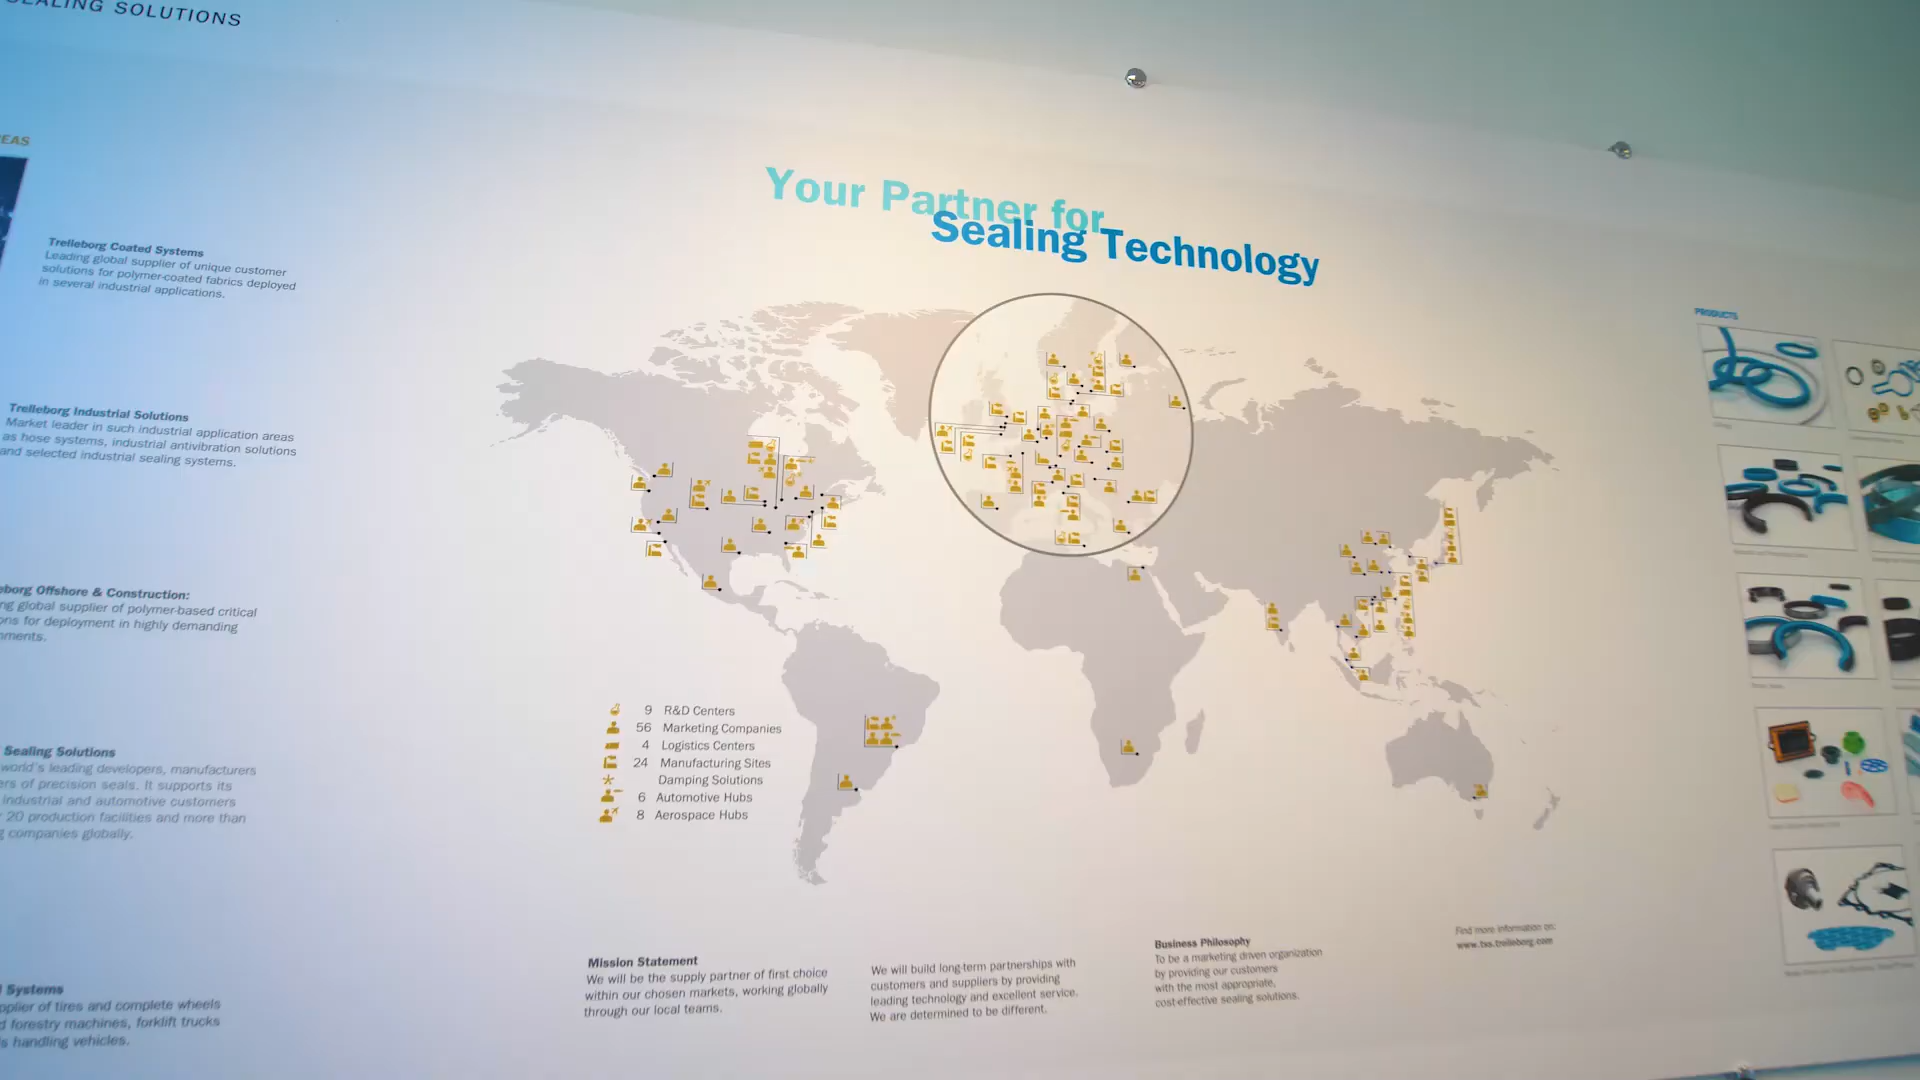 SEALING SOLUTIONS
EAS
Trelleborg Coated Systems
Leading global supplier of unique customer
solutions for polymer-coated fabrics deployed
in several industrial applications.
Trelleborg Industrial Solutions
Market leader in such industrial application areas
as hose systems, industrial antivibration solutions
and selected industrial sealing systems.
eborg Offshore & Construction:
ng global supplier of polymer-based critical
ons for deployment in highly demanding
nments.
Sealing Solutions
world's leading developers, manufacturers
ers of precision seals. It supports its
industrial and automotive customers
20 production facilities and more than
g companies globally.
Systems
pplier of tires and complete wheels
d forestry machines, forklift trucks
s handling vehicles.
Your Partner for
Sealing Technology
9 R&D Centers
56 Marketing Companies
4 Logistics Centers
24 Manufacturing Sites
Damping Solutions
6 Automotive Hubs
8 Aerospace Hubs
Mission Statement
We will be the supply partner of first choice
within our chosen markets, working globally
through our local teams.
We will build long-term partnerships with
customers and suppliers by providing
leading technology and excellent service.
We are determined to be different.
Business Philosophy
To be a marketing driven organization
by providing our customers
with the most appropriate,
cost-effective sealing solutions.
Find more information on:
www.tss.trelleborg.com
PRODUCTS